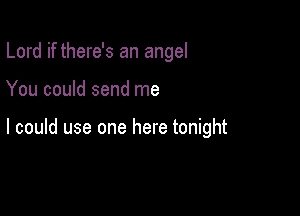 Lord if there's an angel
You could send me
I could use one here tonight